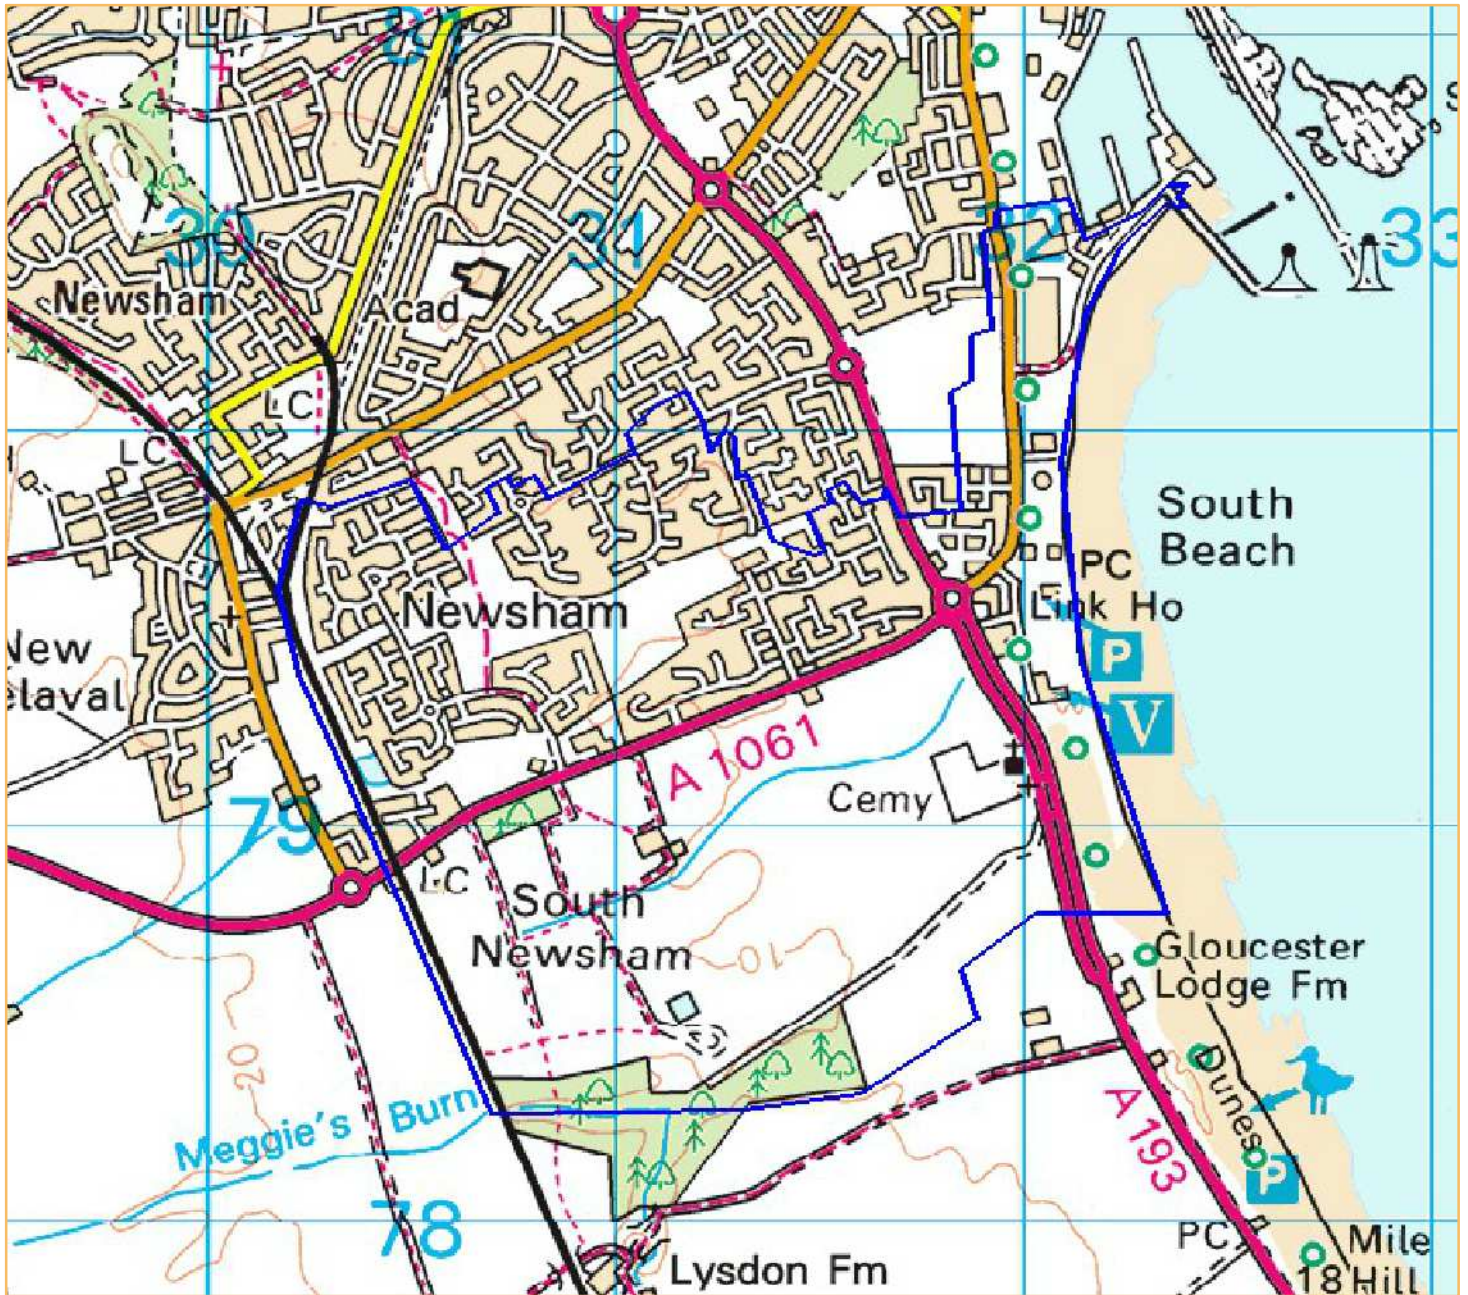 81
30
31
32
33
Newsham
Acad
LC
LC
South
Beach
PC
Link Ho
P
V
Newsham
New
elaval
A 1061
Cemy
79
LC
South
Newsham
10
Gloucester
Lodge Fm
20
Dunes
Meggie's Burn
A 193
P
78
PC
Mile
18 Hill
Lysdon Fm